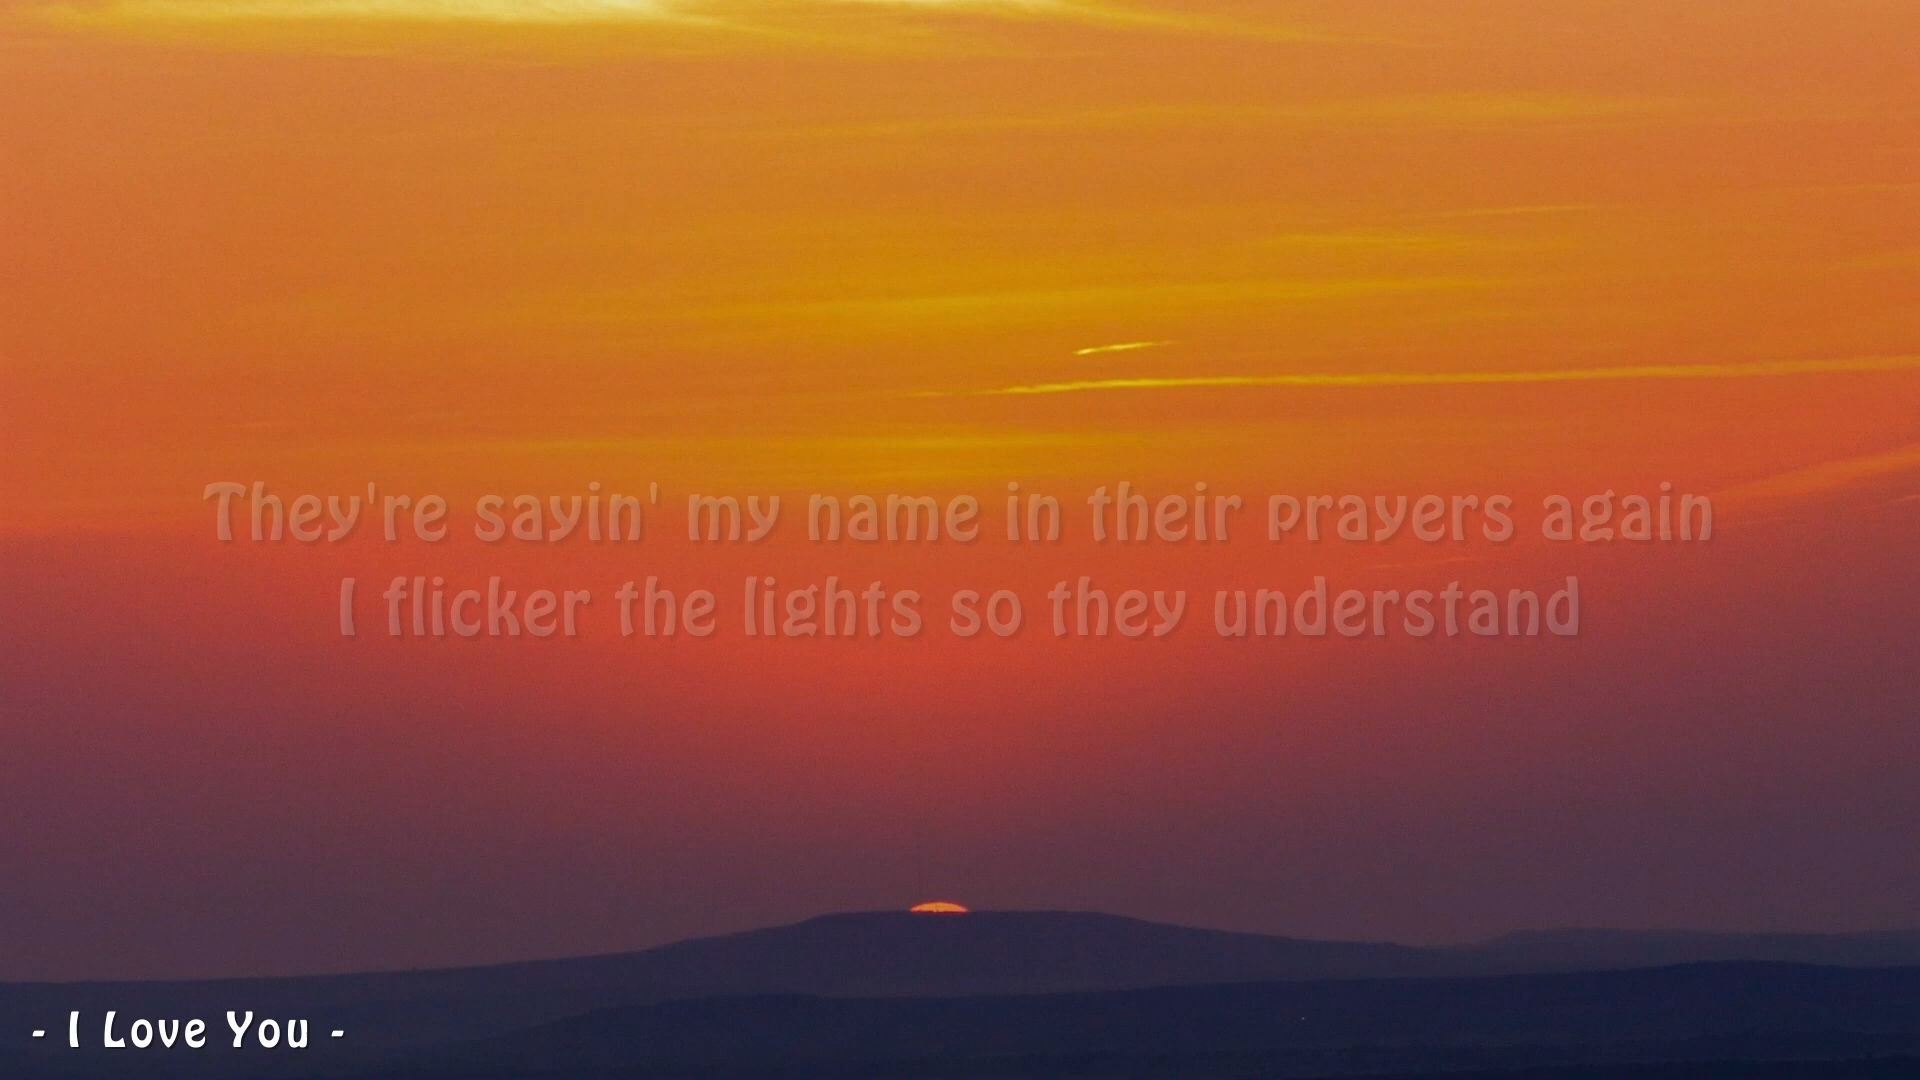 They're sayin' my name in their prayers again
I flicker the lights so they understand
- I Love You -